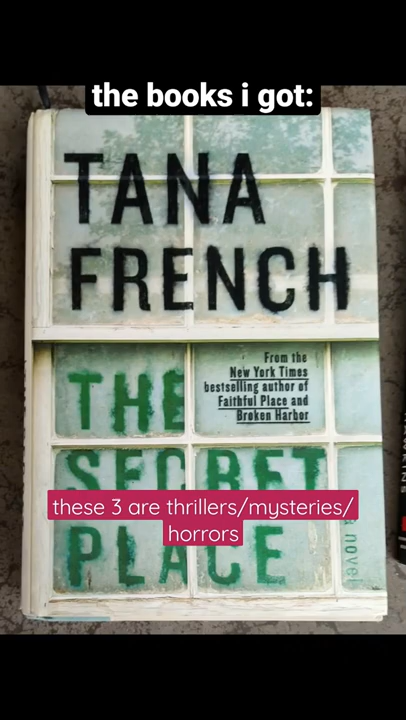 the books i got:
TANA
FRENCH
From the
New York Times
bestselling author of
Faithful Place and
Broken Harbor
THE
SECRET
PLACE
a novel
these 3 are thrillers/mysteries/
horrors